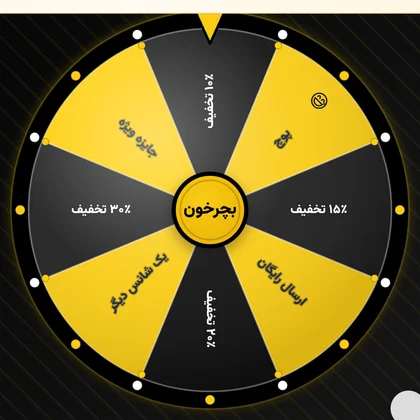 ۱۰٪ تخفیف
پوچ
۱۵٪ تخفیف
ارسال رایگان
۲۰٪ تخفیف
یک شانس دیگر
۳۰٪ تخفیف
جایزه ویژه
بچرخون